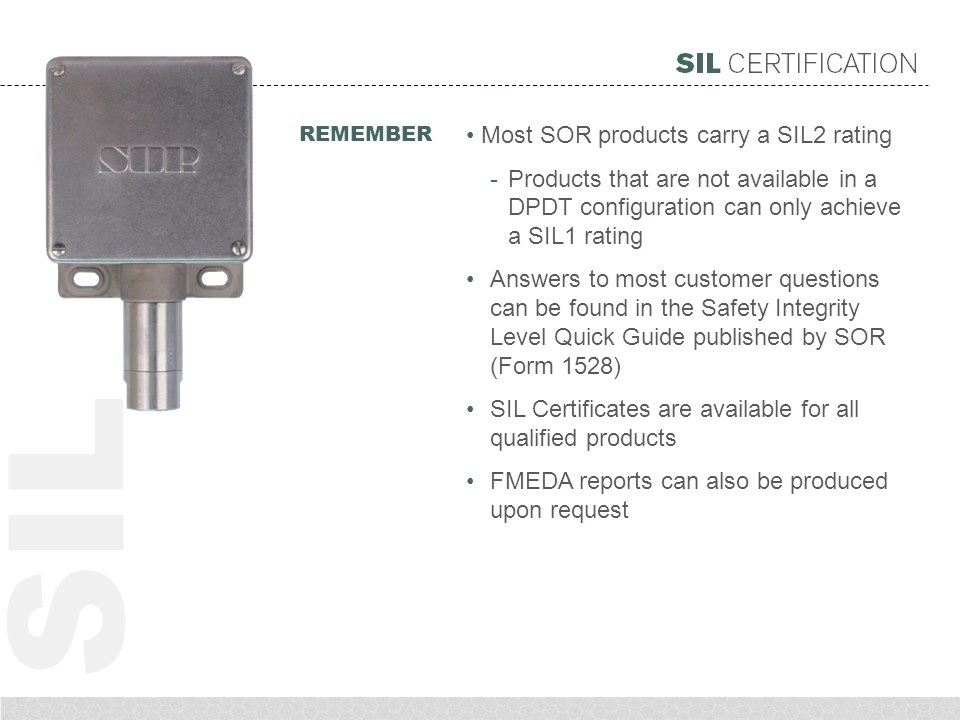 SIL CERTIFICATION
SOR
REMEMBER
• Most SOR products carry a SIL2 rating
- Products that are not available in a
DPDT configuration can only achieve
a SIL1 rating
• Answers to most customer questions
can be found in the Safety Integrity
Level Quick Guide published by SOR
(Form 1528)
• SIL Certificates are available for all
qualified products
• FMEDA reports can also be produced
upon request
SIL